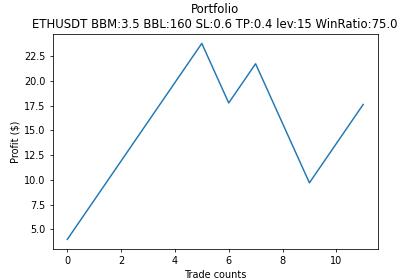 Portfolio
ETHUSDT BBM:3.5 BBL:160 SL:0.6 TP:0.4 lev:15 WinRatio:75.0
22.5
20.0
17.5
15.0
12.5
10.0
7.5
5.0
Profit ($)
0 2 4 6 8 10
Trade counts